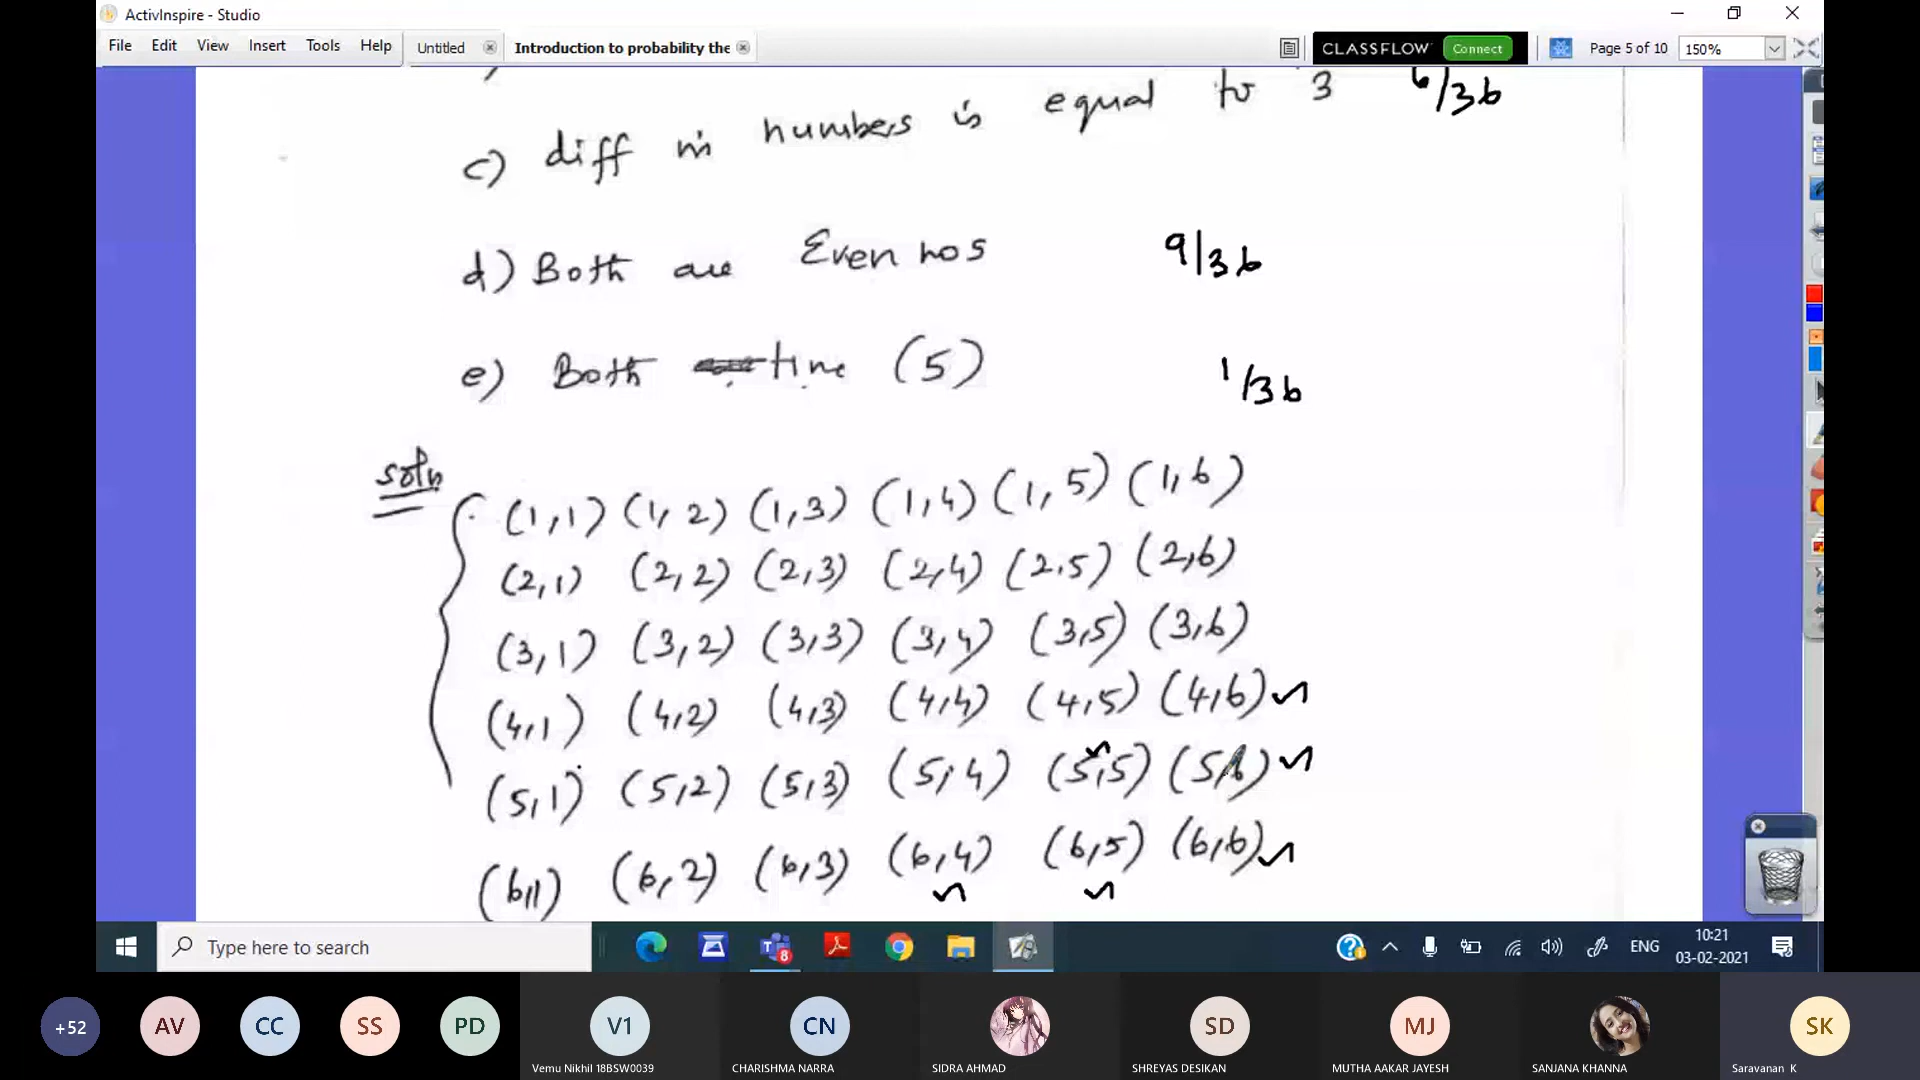 ActivInspire - Studio
File Edit View Insert Tools Help Untitled Introduction to probability the CLASSFLOW Connect Page 5 of 10 150%
c) diff in numbers is equal to 3 6/36
d) Both are Even nos 9/36
e) Both time (5) 1/36
soln
(1,1) (1,2) (1,3) (1,4) (1,5) (1,6)
(2,1) (2,2) (2,3) (2,4) (2,5) (2,6)
(3,1) (3,2) (3,3) (3,4) (3,5) (3,6)
(4,1) (4,2) (4,3) (4,4) (4,5) (4,6)
(5,1) (5,2) (5,3) (5,4) (5,5) (5,6)
(6,1) (6,2) (6,3) (6,4) (6,5) (6,6)
Type here to search 8 ENG 10:21
03-02-2021
+52 AV CC SS PD V1 CN SD MJ SK
Vemu Nikhil 18BSW0039 CHARISHMA NARRA SIDRA AHMAD SHREYAS DESIKAN MUTHA AAKAR JAYESH SANJANA KHANNA Saravanan K